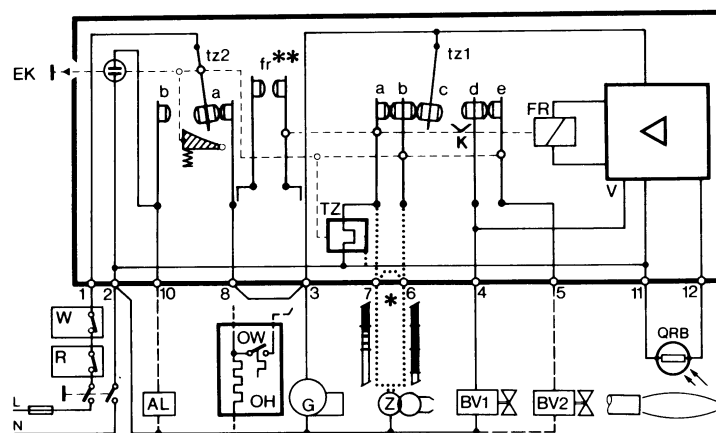 EK
tz2
b
a
fr**
tz1
a
b
c
d
e
K
FR
V
TZ
1
2
10
8
3
7
6
4
5
11
12
*
W
R
L
N
AL
OW
OH
G
Z
BV1
BV2
QRB